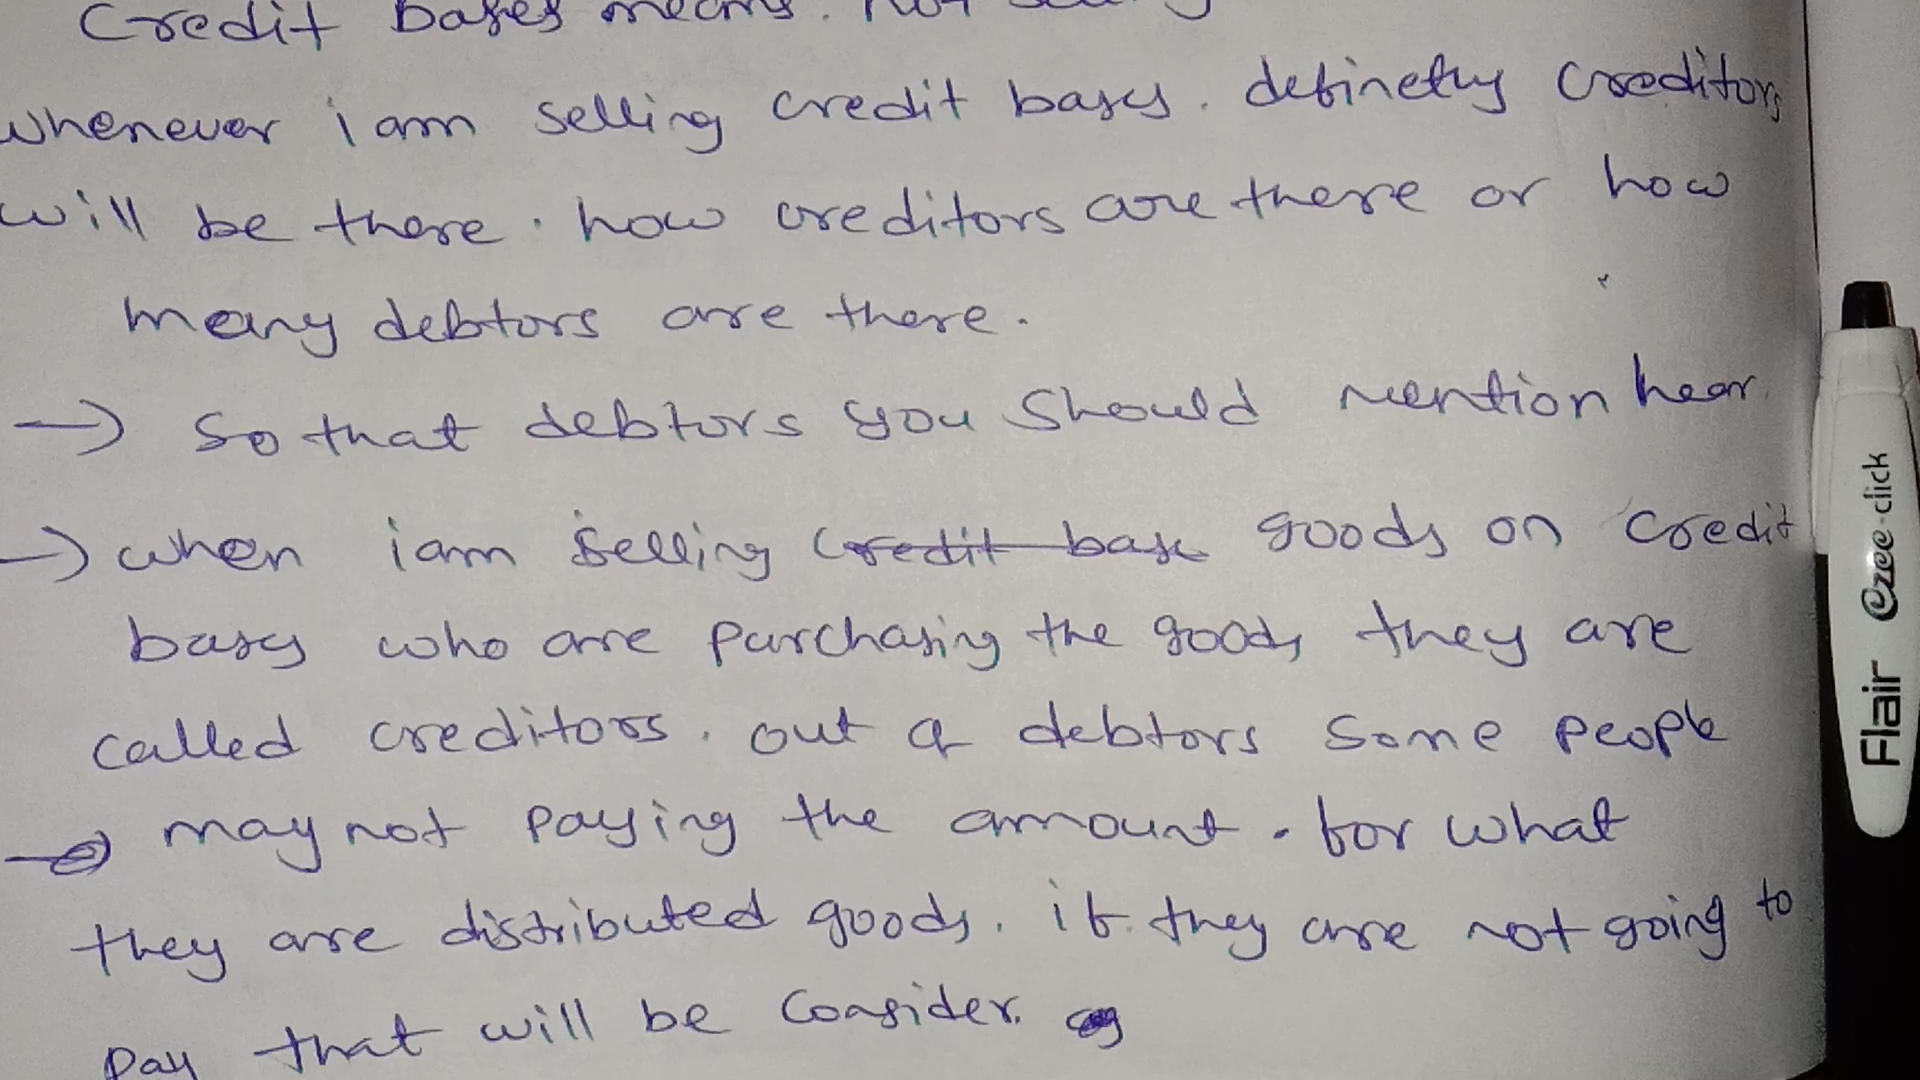 Credit bases means. not
whenever i am selling credit basys. definetly Creditors
will be there. how creditors are there or how
many debtors are there.
→ So that debtors you should mention hear.
→ when i am selling Credit base goods on credit
basys who are purchasing the goods they are
called creditors. out of debtors some people
may not paying the amount. for what
they are distributed goods. if they are not going to
pay that will be Consider.
Flair Ezee-click